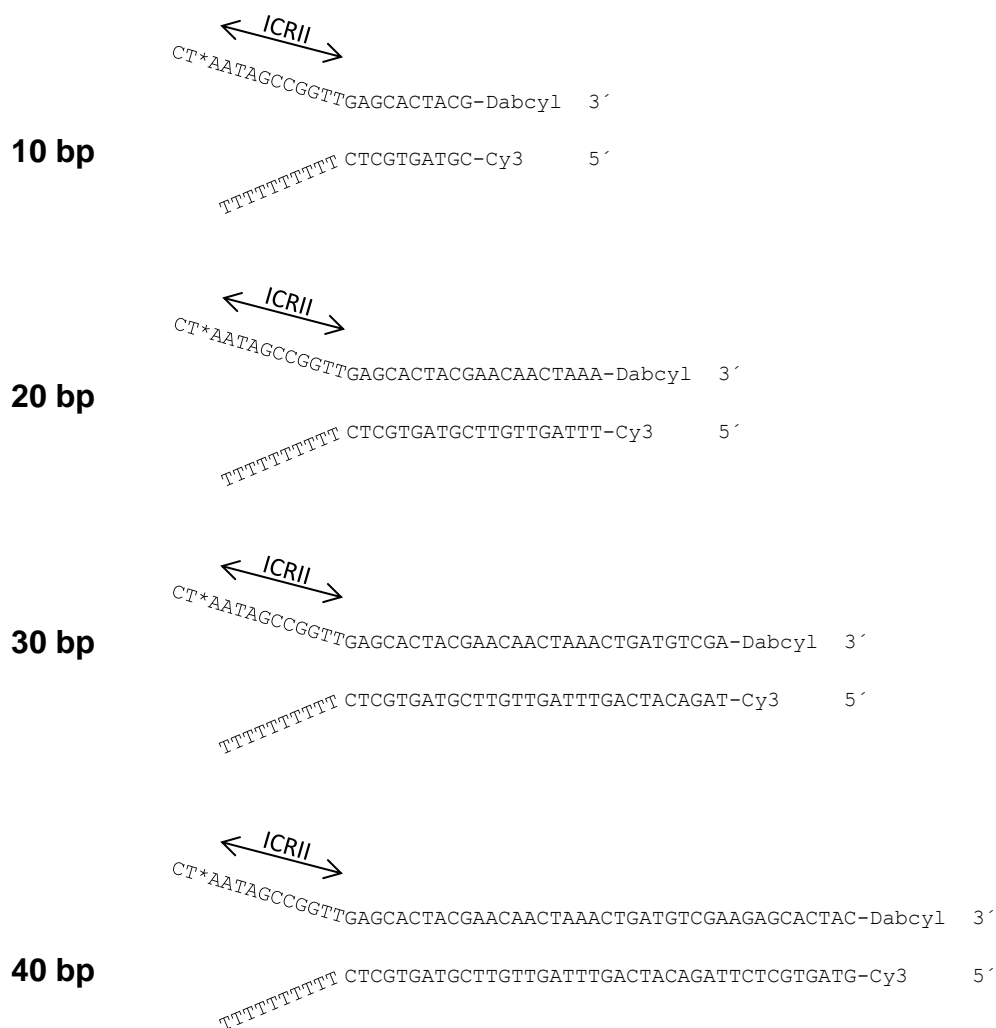 ICRII
CT*AATAGCCGGTTGAGCACTACG-Dabcyl 3´
10 bp
TTTTTTTTTT CTCGTGATGC-Cy3 5´
ICRII
CT*AATAGCCGGTTGAGCACTACGAACAACTAAA-Dabcyl 3´
20 bp
TTTTTTTTTT CTCGTGATGCTTGTTGATTT-Cy3 5´
ICRII
CT*AATAGCCGGTTGAGCACTACGAACAACTAAACTGATGTCGA-Dabcyl 3´
30 bp
TTTTTTTTTT CTCGTGATGCTTGTTGATTTGACTACAGAT-Cy3 5´
ICRII
CT*AATAGCCGGTTGAGCACTACGAACAACTAAACTGATGTCGAAGAGCACTAC-Dabcyl 3´
40 bp
TTTTTTTTTT CTCGTGATGCTTGTTGATTTGACTACAGATTCTCGTGATG-Cy3 5´